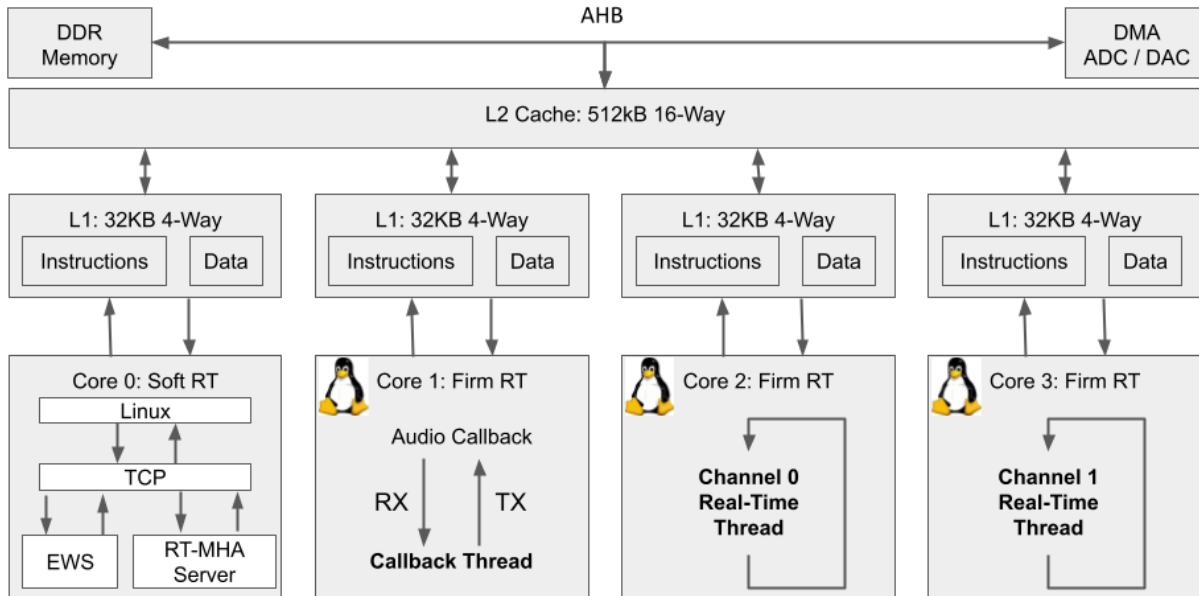 AHB
DDR
Memory
DMA
ADC / DAC
L2 Cache: 512kB 16-Way
L1: 32KB 4-Way
Instructions
Data
L1: 32KB 4-Way
Instructions
Data
L1: 32KB 4-Way
Instructions
Data
L1: 32KB 4-Way
Instructions
Data
Core 0: Soft RT
Linux
TCP
EWS
RT-MHA
Server
Core 1: Firm RT
Audio Callback
RX
TX
Callback Thread
Core 2: Firm RT
Channel 0
Real-Time
Thread
Core 3: Firm RT
Channel 1
Real-Time
Thread